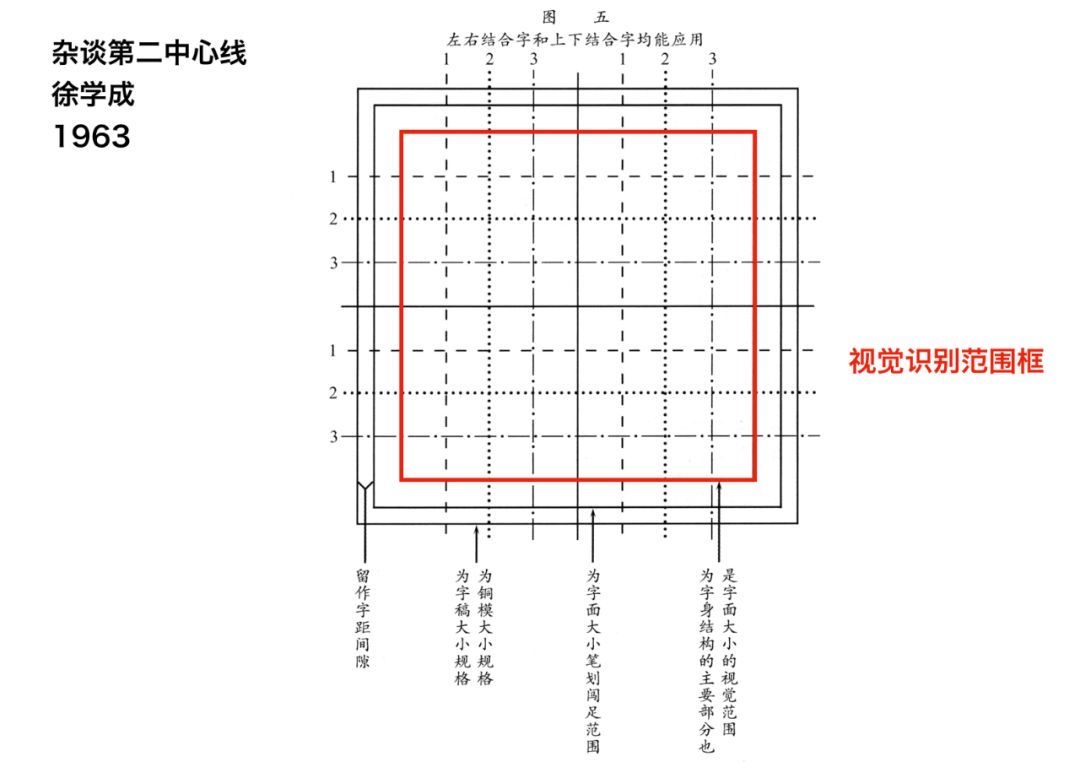 杂谈第二中心线
徐学成
1963
图 五
左右结合字和上下结合字均能应用
1 2 3 1 2 3
1
2
3
1
2
3
视觉识别范围框
留作字距间隙
为铜模大小规格
为字稿大小规格
为字面大小笔划闯足范围
是字面大小的视觉范围
为字身结构的主要部分也